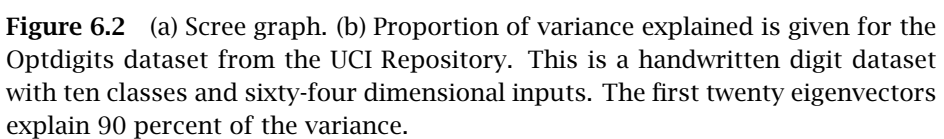 Figure 6.2 (a) Scree graph. (b) Proportion of variance explained is given for the
Optdigits dataset from the UCI Repository. This is a handwritten digit dataset
with ten classes and sixty-four dimensional inputs. The first twenty eigenvectors
explain 90 percent of the variance.